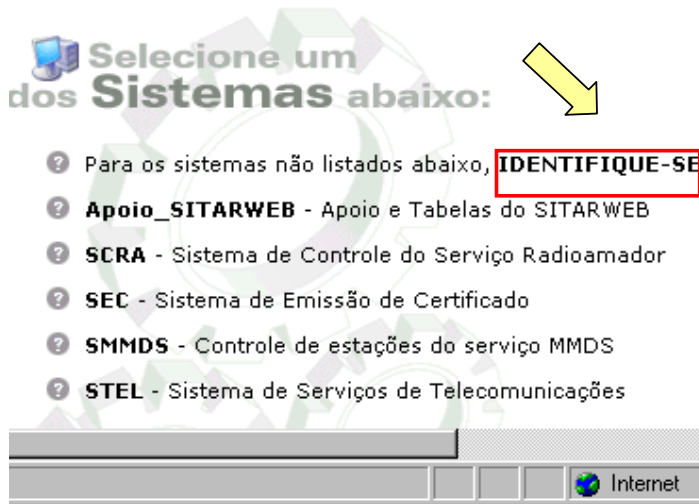 Selecione um
dos Sistemas abaixo:
Para os sistemas não listados abaixo, IDENTIFIQUE-SE
Apoio_SITARWEB - Apoio e Tabelas do SITARWEB
SCRA - Sistema de Controle do Serviço Radioamador
SEC - Sistema de Emissão de Certificado
SMMDS - Controle de estações do serviço MMDS
STEL - Sistema de Serviços de Telecomunicações
Internet